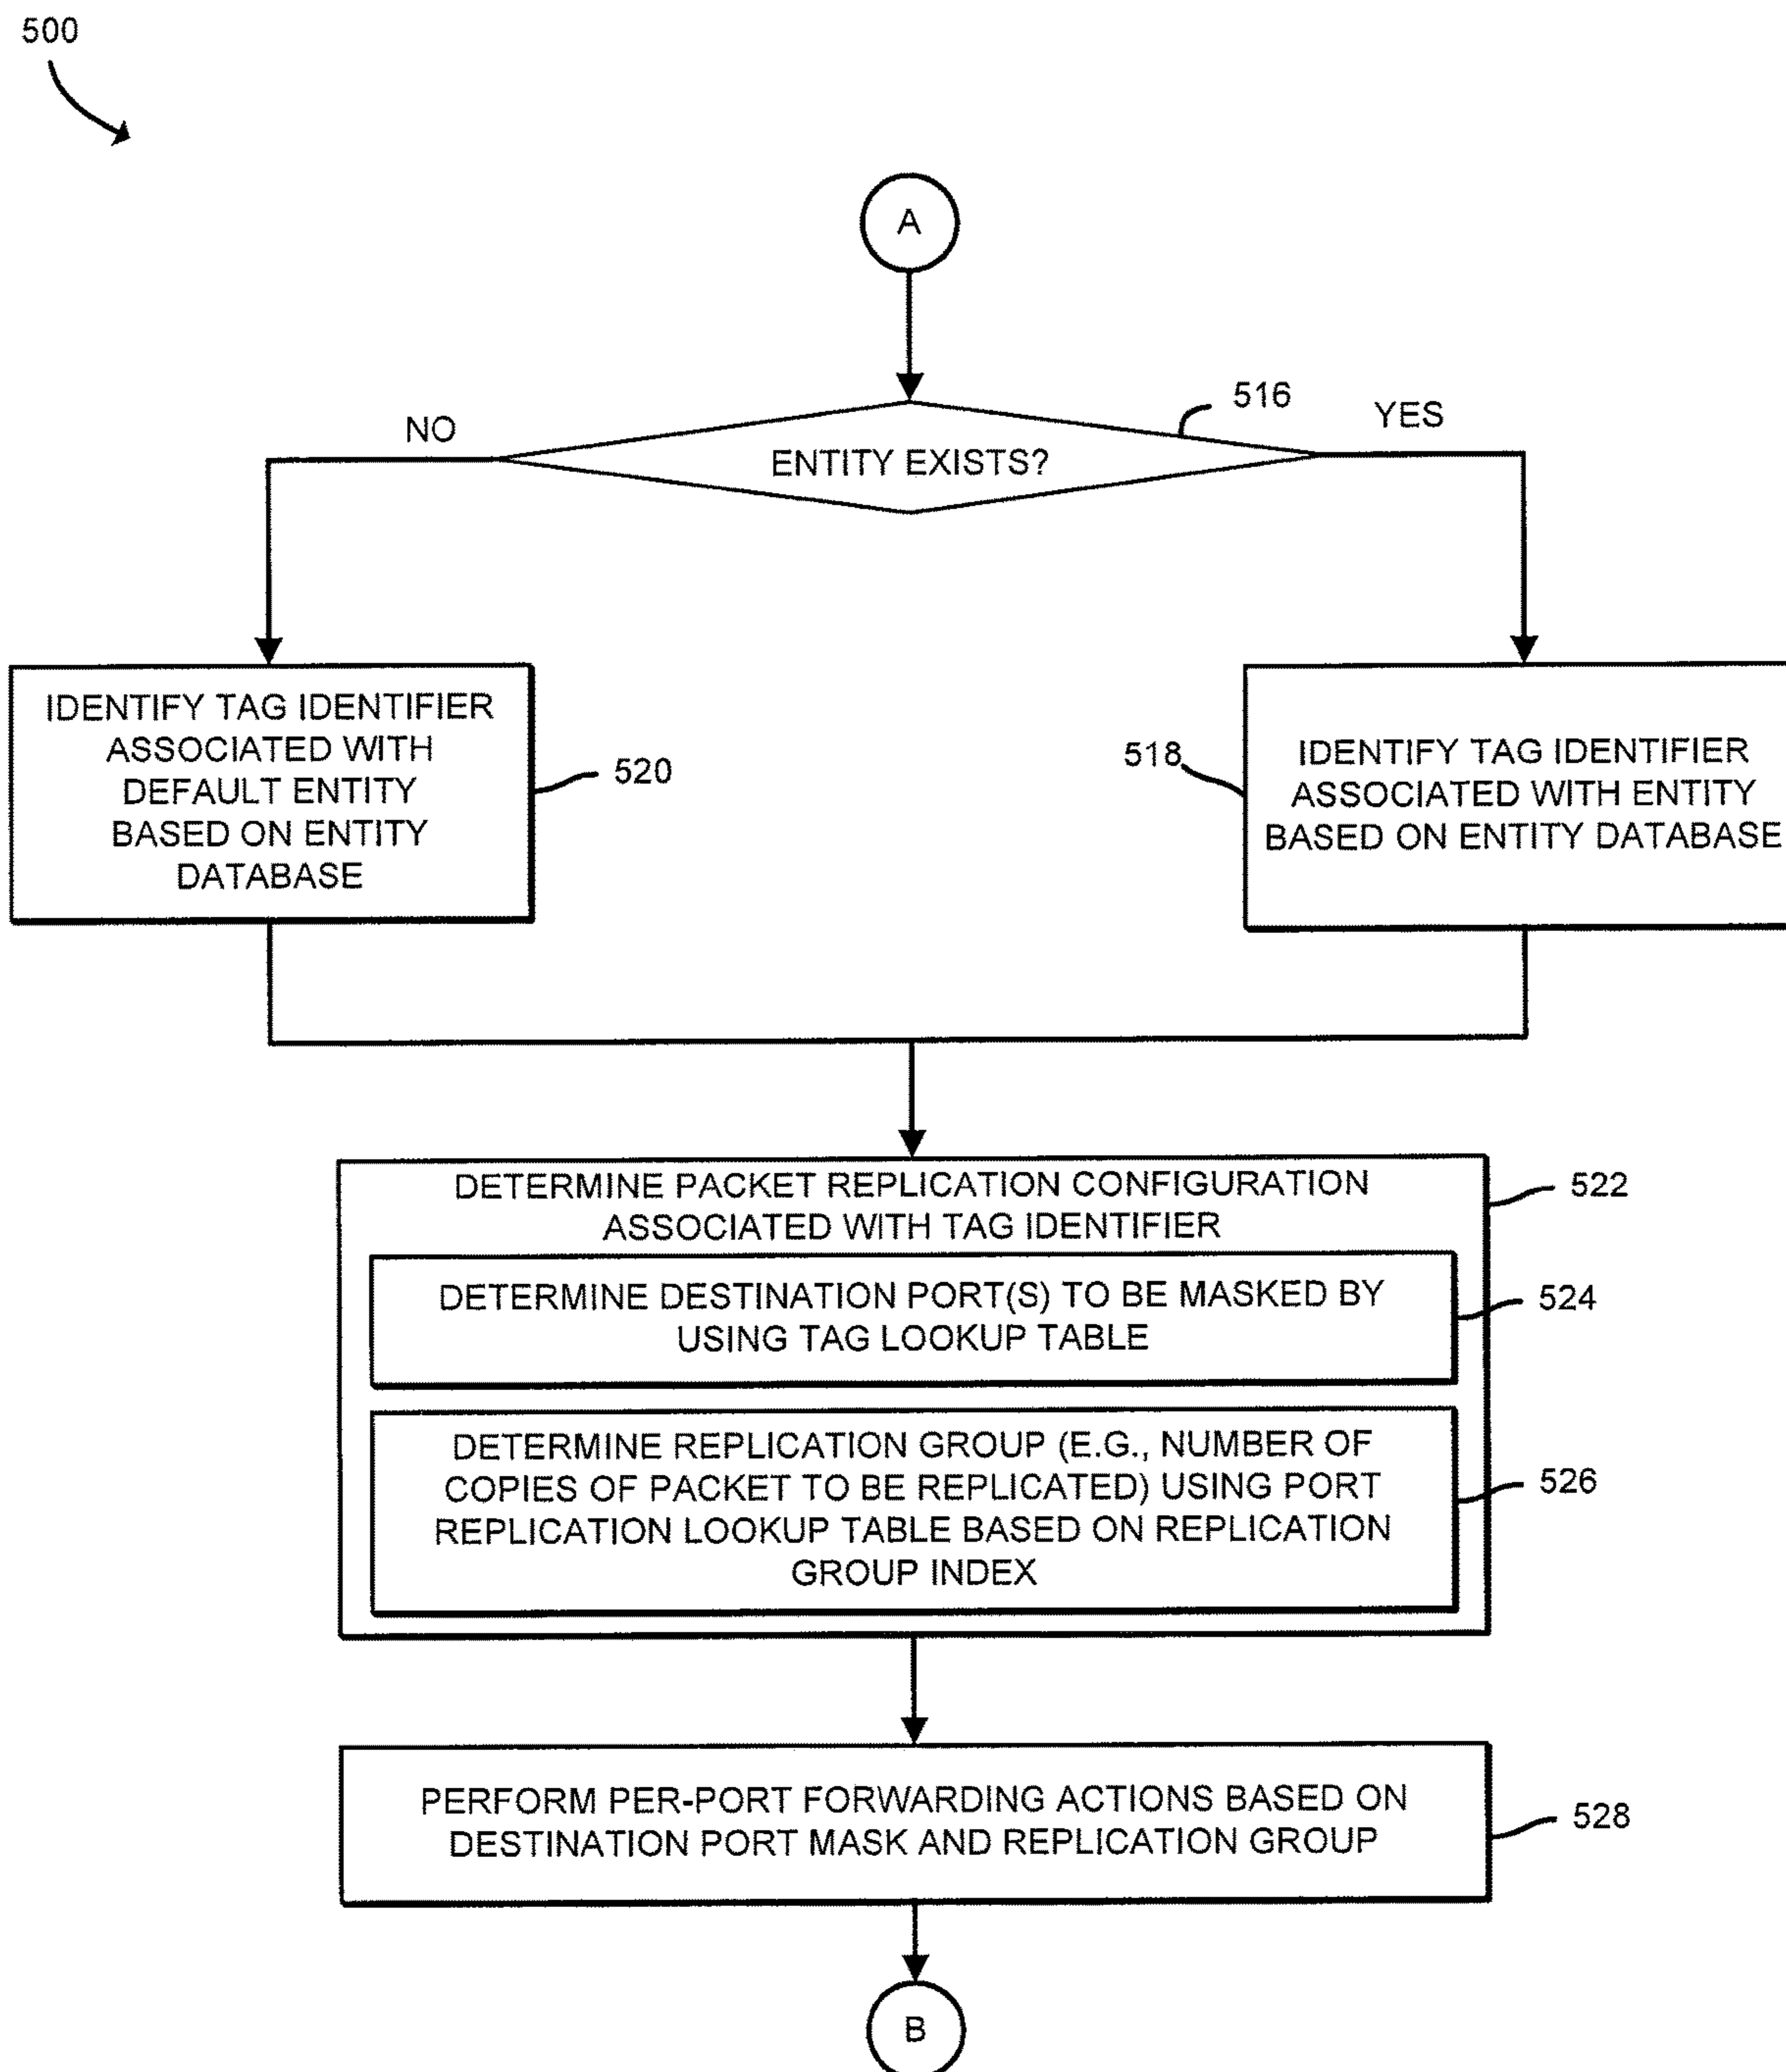 500
A
516
NO
YES
ENTITY EXISTS?
IDENTIFY TAG IDENTIFIER
ASSOCIATED WITH
DEFAULT ENTITY
BASED ON ENTITY
DATABASE
520
518
IDENTIFY TAG IDENTIFIER
ASSOCIATED WITH ENTITY
BASED ON ENTITY DATABASE
DETERMINE PACKET REPLICATION CONFIGURATION
ASSOCIATED WITH TAG IDENTIFIER
522
DETERMINE DESTINATION PORT(S) TO BE MASKED BY
USING TAG LOOKUP TABLE
524
DETERMINE REPLICATION GROUP (E.G., NUMBER OF
COPIES OF PACKET TO BE REPLICATED) USING PORT
REPLICATION LOOKUP TABLE BASED ON REPLICATION
GROUP INDEX
526
PERFORM PER-PORT FORWARDING ACTIONS BASED ON
DESTINATION PORT MASK AND REPLICATION GROUP
528
B